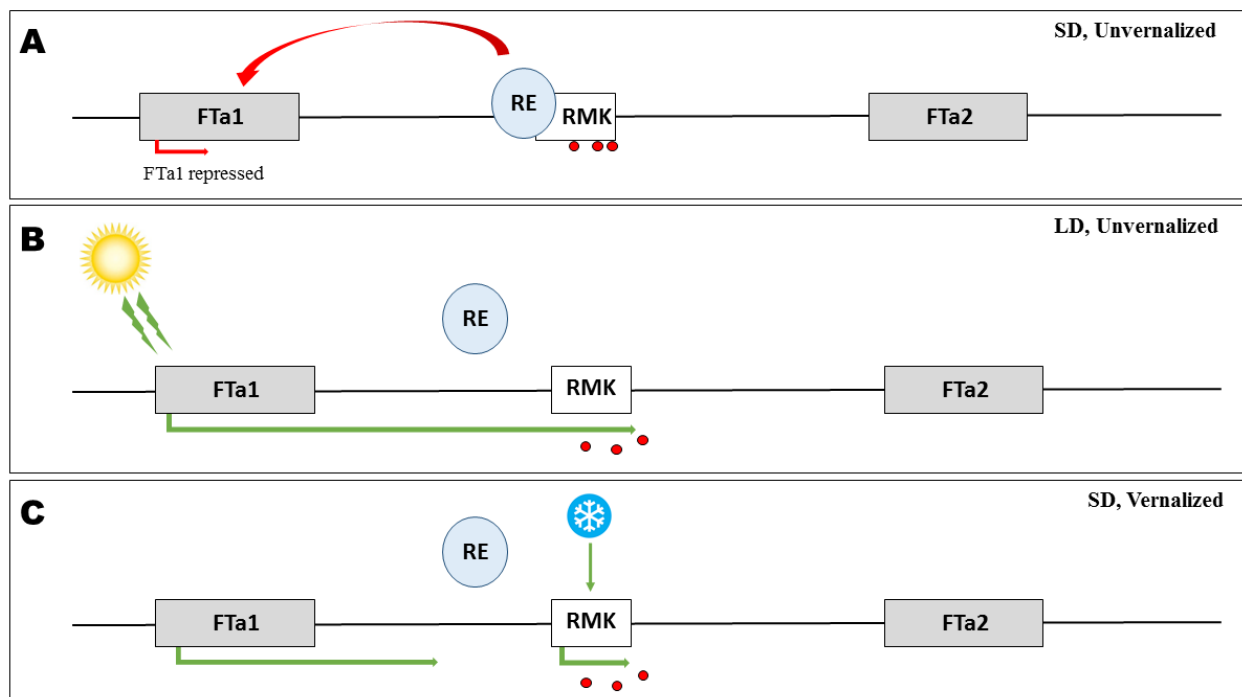 A
SD, Unvernalized
FTa1
RE
RMK
FTa2
FTa1 repressed
B
LD, Unvernalized
RE
FTa1
RMK
FTa2
C
SD, Vernalized
RE
FTa1
RMK
FTa2